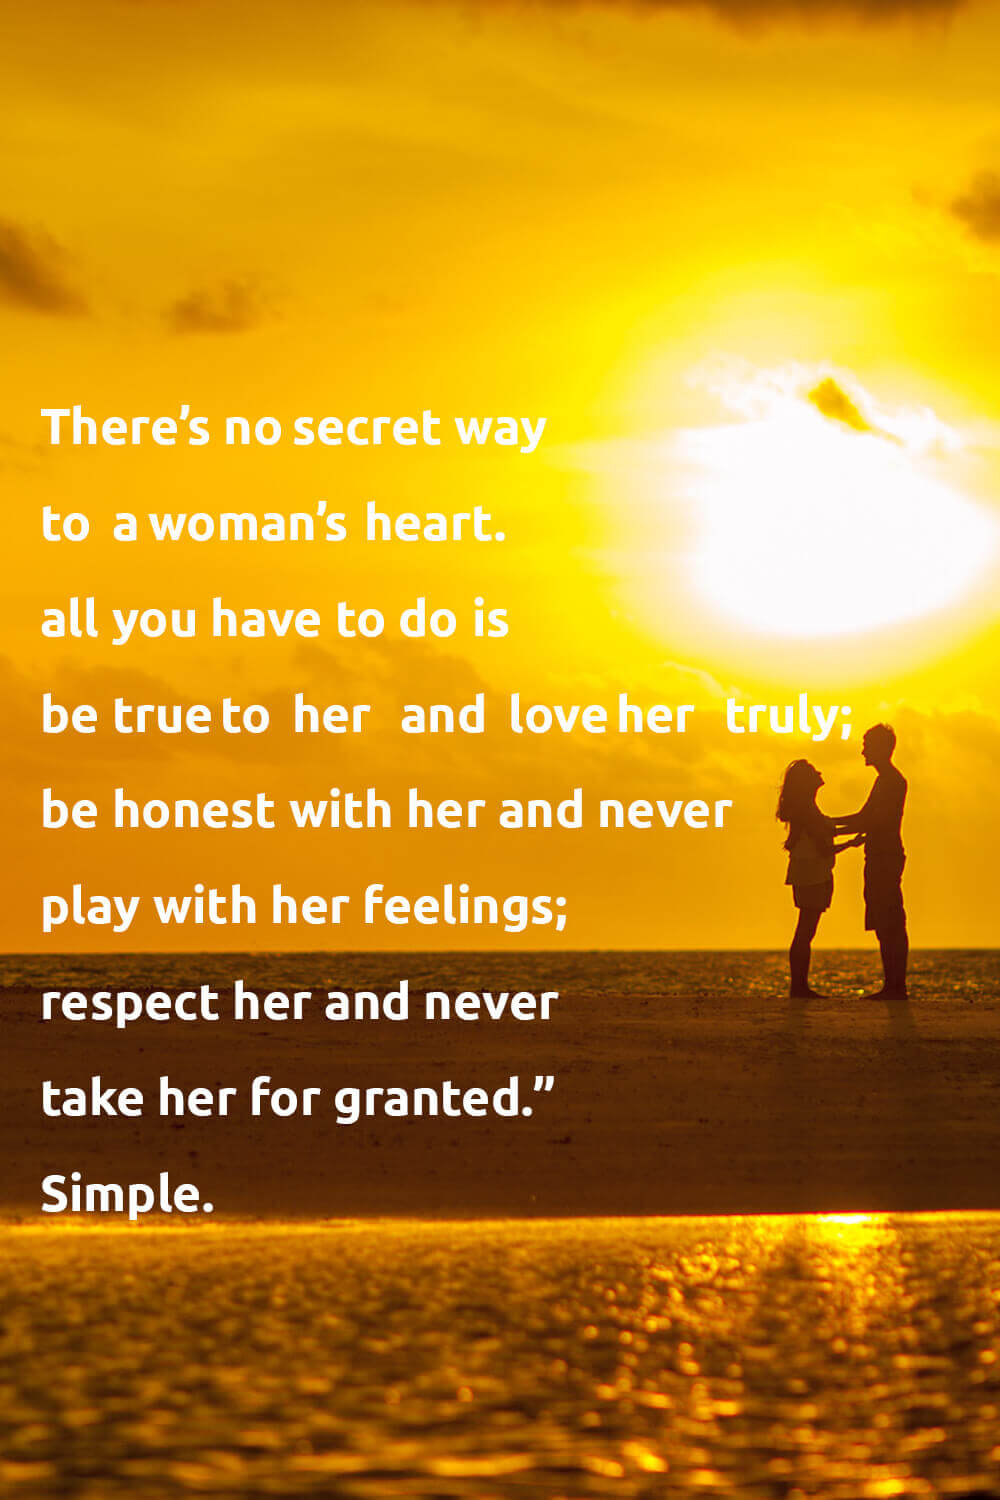 There’s no secret way
to a woman’s heart.
all you have to do is
be true to her and love her truly;
be honest with her and never
play with her feelings;
respect her and never
take her for granted.”
Simple.